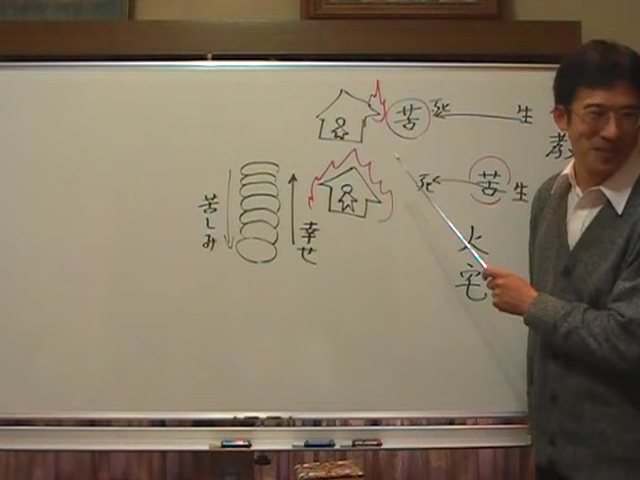 生 死 苦
教
生 苦 死
火宅
幸せ
苦しみ